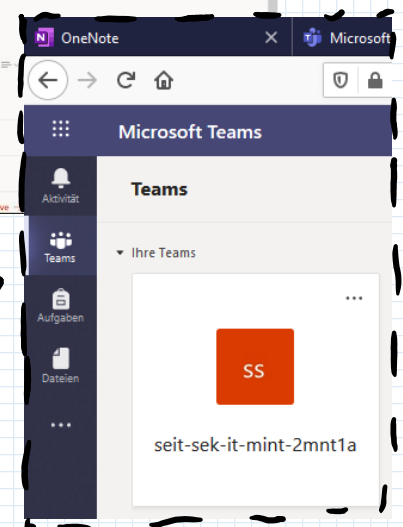 OneNote
Microsoft
Microsoft Teams
Aktivität
Teams
Aufgaben
Dateien
Teams
Ihre Teams
SS
seit-sek-it-mint-2mnt1a